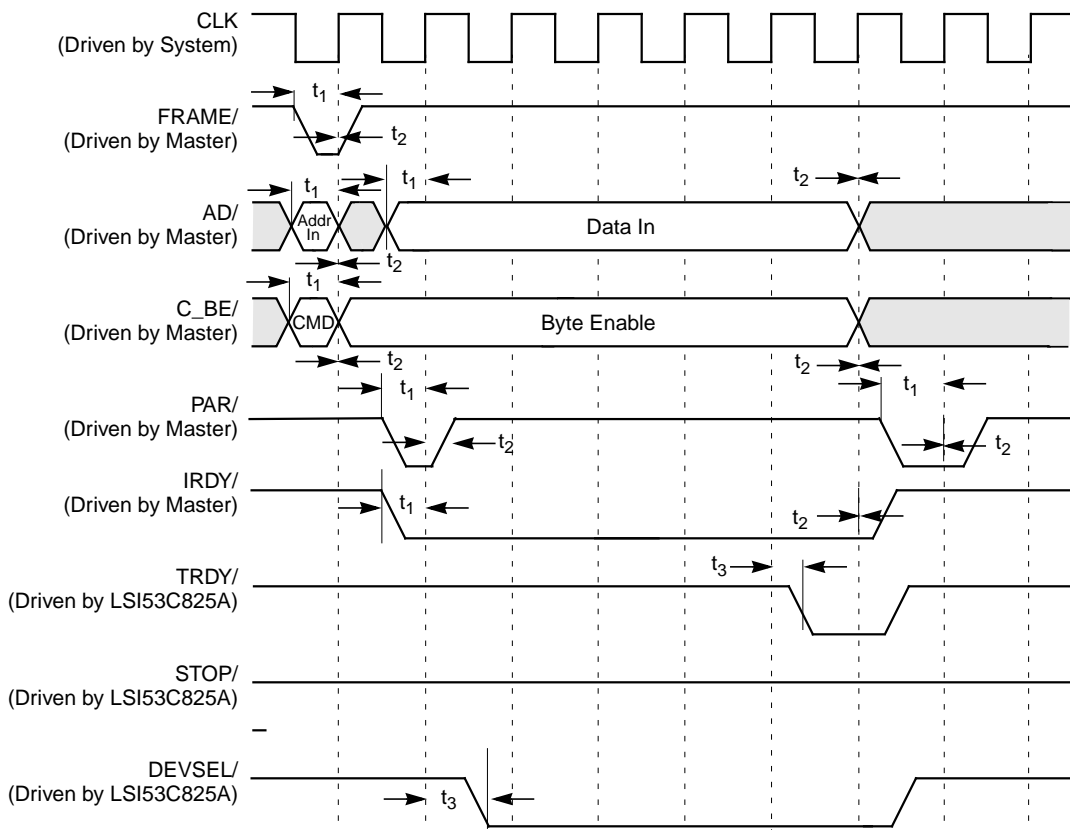 CLK
(Driven by System)
t1
FRAME/
(Driven by Master)
t2
t1
t1
t2
AD/
(Driven by Master)
Addr
In
Data In
t2
t1
C_BE/
(Driven by Master)
CMD
Byte Enable
t2
t2
t1
t1
PAR/
(Driven by Master)
t2
t2
IRDY/
(Driven by Master)
t1
t2
t3
TRDY/
(Driven by LSI53C825A)
STOP/
(Driven by LSI53C825A)
DEVSEL/
(Driven by LSI53C825A)
t3